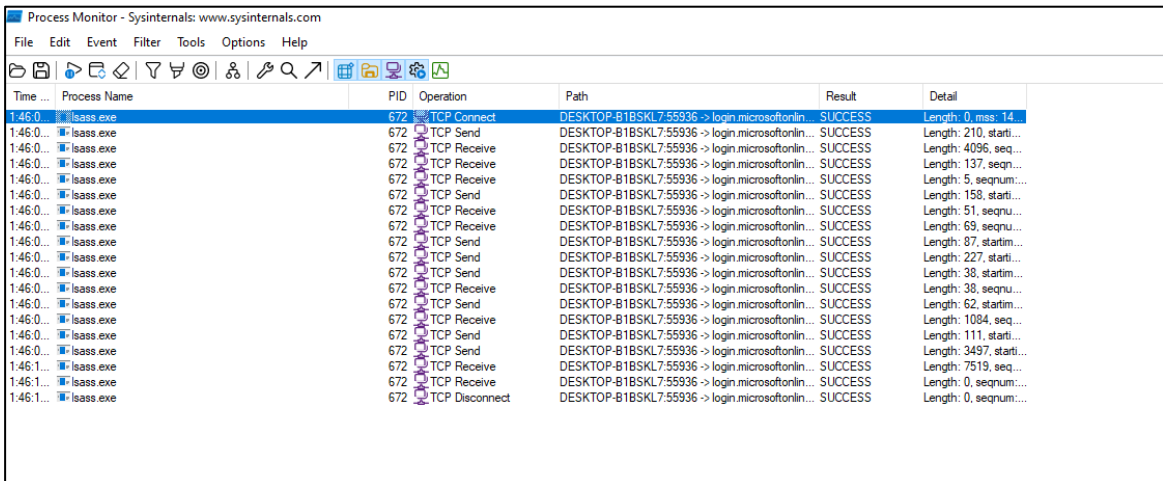 Process Monitor - Sysinternals: www.sysinternals.com
File Edit Event Filter Tools Options Help
Time ... Process Name PID Operation Path Result Detail
1:46:0... lsass.exe 672 TCP Connect DESKTOP-B1BSKL7:55936 -> login.microsoftonlin... SUCCESS Length: 0, mss: 14...
1:46:0... lsass.exe 672 TCP Send DESKTOP-B1BSKL7:55936 -> login.microsoftonlin... SUCCESS Length: 210, starti...
1:46:0... lsass.exe 672 TCP Receive DESKTOP-B1BSKL7:55936 -> login.microsoftonlin... SUCCESS Length: 4096, seq...
1:46:0... lsass.exe 672 TCP Receive DESKTOP-B1BSKL7:55936 -> login.microsoftonlin... SUCCESS Length: 137, seqn...
1:46:0... lsass.exe 672 TCP Receive DESKTOP-B1BSKL7:55936 -> login.microsoftonlin... SUCCESS Length: 5, seqnum:...
1:46:0... lsass.exe 672 TCP Send DESKTOP-B1BSKL7:55936 -> login.microsoftonlin... SUCCESS Length: 158, starti...
1:46:0... lsass.exe 672 TCP Receive DESKTOP-B1BSKL7:55936 -> login.microsoftonlin... SUCCESS Length: 51, seqnu...
1:46:0... lsass.exe 672 TCP Receive DESKTOP-B1BSKL7:55936 -> login.microsoftonlin... SUCCESS Length: 69, seqnu...
1:46:0... lsass.exe 672 TCP Send DESKTOP-B1BSKL7:55936 -> login.microsoftonlin... SUCCESS Length: 87, startim...
1:46:0... lsass.exe 672 TCP Send DESKTOP-B1BSKL7:55936 -> login.microsoftonlin... SUCCESS Length: 227, starti...
1:46:0... lsass.exe 672 TCP Send DESKTOP-B1BSKL7:55936 -> login.microsoftonlin... SUCCESS Length: 38, startim...
1:46:0... lsass.exe 672 TCP Receive DESKTOP-B1BSKL7:55936 -> login.microsoftonlin... SUCCESS Length: 38, seqnu...
1:46:0... lsass.exe 672 TCP Send DESKTOP-B1BSKL7:55936 -> login.microsoftonlin... SUCCESS Length: 62, startim...
1:46:0... lsass.exe 672 TCP Receive DESKTOP-B1BSKL7:55936 -> login.microsoftonlin... SUCCESS Length: 1084, seq...
1:46:0... lsass.exe 672 TCP Send DESKTOP-B1BSKL7:55936 -> login.microsoftonlin... SUCCESS Length: 111, starti...
1:46:0... lsass.exe 672 TCP Send DESKTOP-B1BSKL7:55936 -> login.microsoftonlin... SUCCESS Length: 3497, starti...
1:46:1... lsass.exe 672 TCP Receive DESKTOP-B1BSKL7:55936 -> login.microsoftonlin... SUCCESS Length: 7519, seq...
1:46:1... lsass.exe 672 TCP Receive DESKTOP-B1BSKL7:55936 -> login.microsoftonlin... SUCCESS Length: 0, seqnum:...
1:46:1... lsass.exe 672 TCP Disconnect DESKTOP-B1BSKL7:55936 -> login.microsoftonlin... SUCCESS Length: 0, seqnum:...